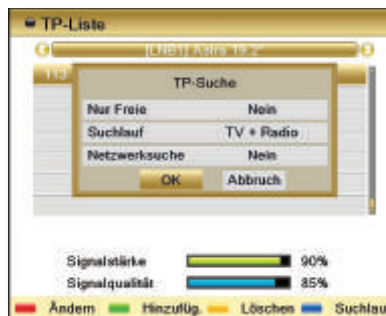 TP-Liste
[LNB1] Astra 19.2°
113
TP-Suche
Nur Freie Nein
Suchlauf TV + Radio
Netzwerksuche Nein
OK Abbruch
Signalstärke 90%
Signalqualität 85%
Ändern Hinzufüg. Löschen Suchlau